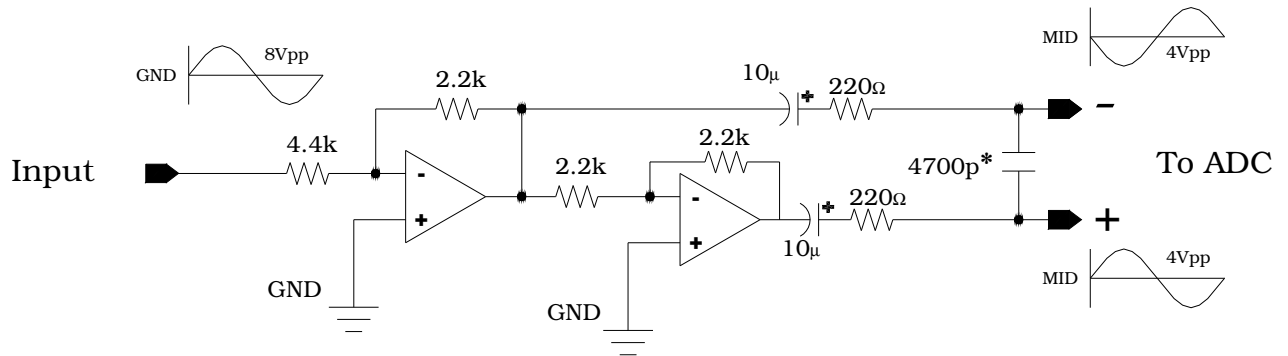 GND
8Vpp
MID
4Vpp
2.2k
10μ
+
220Ω
−
Input
4.4k
-
+
2.2k
2.2k
-
+
4700p*
To ADC
10μ
+
220Ω
+
GND
GND
MID
4Vpp